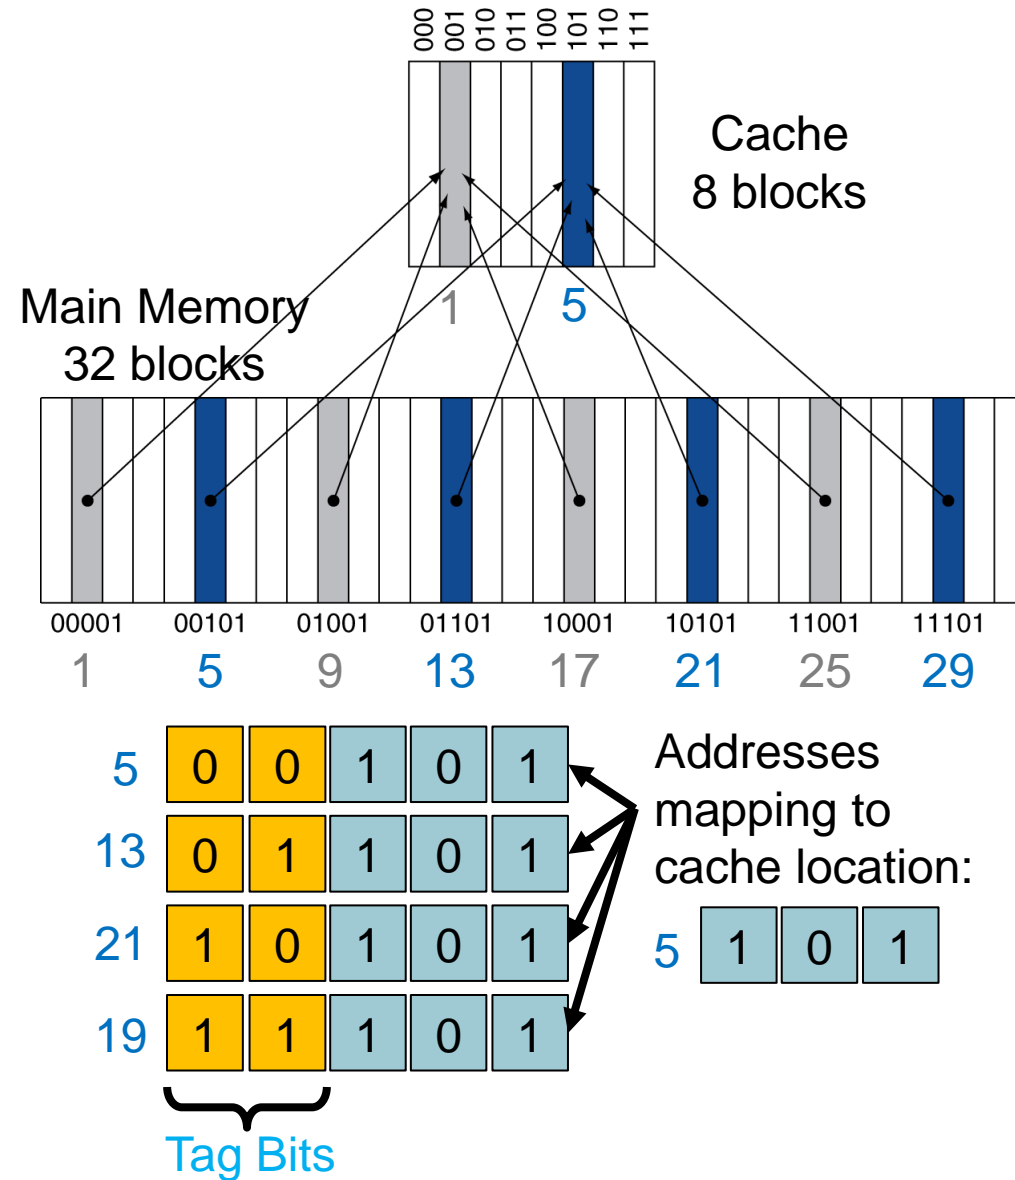 000 001 010 011 100 101 110 111
Cache
8 blocks
1 5
Main Memory
32 blocks
00001 00101 01001 01101 10001 10101 11001 11101
1 5 9 13 17 21 25 29
5 0 0 1 0 1
13 0 1 1 0 1
21 1 0 1 0 1
19 1 1 1 0 1
Addresses
mapping to
cache location:
5 1 0 1
Tag Bits